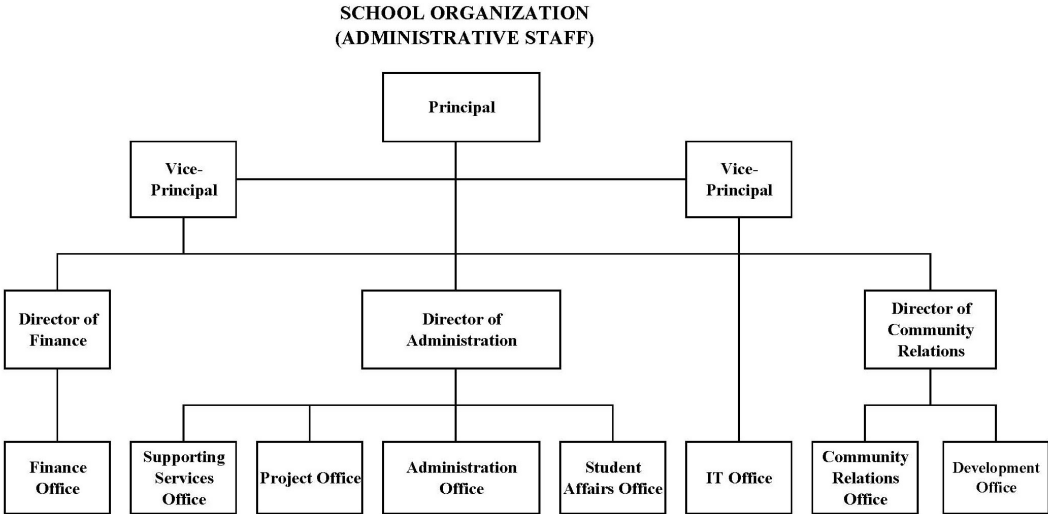 SCHOOL ORGANIZATION
(ADMINISTRATIVE STAFF)
Principal
Vice-
Principal
Vice-
Principal
Director of
Finance
Director of
Administration
Director of
Community
Relations
Finance
Office
Supporting
Services
Office
Project Office
Administration
Office
Student
Affairs Office
IT Office
Community
Relations
Office
Development
Office